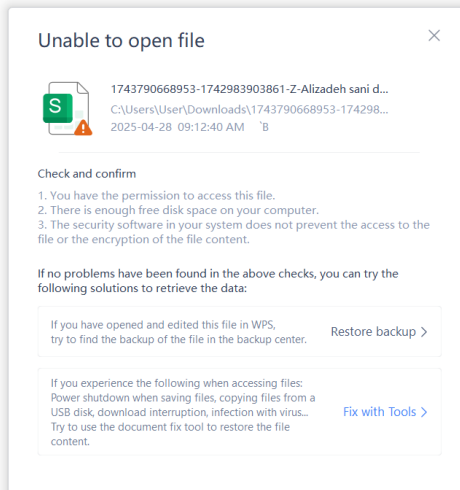 Unable to open file
S
1743790668953-1742983903861-Z-Alizadeh sani d...
C:\Users\User\Downloads\1743790668953-174298...
2025-04-28 09:12:40 AM `B
Check and confirm
1. You have the permission to access this file.
2. There is enough free disk space on your computer.
3. The security software in your system does not prevent the access to the
file or the encryption of the file content.
If no problems have been found in the above checks, you can try the
following solutions to retrieve the data:
If you have opened and edited this file in WPS,
try to find the backup of the file in the backup center.
Restore backup >
If you experience the following when accessing files:
Power shutdown when saving files, copying files from a
USB disk, download interruption, infection with virus...
Try to use the document fix tool to restore the file
content.
Fix with Tools >